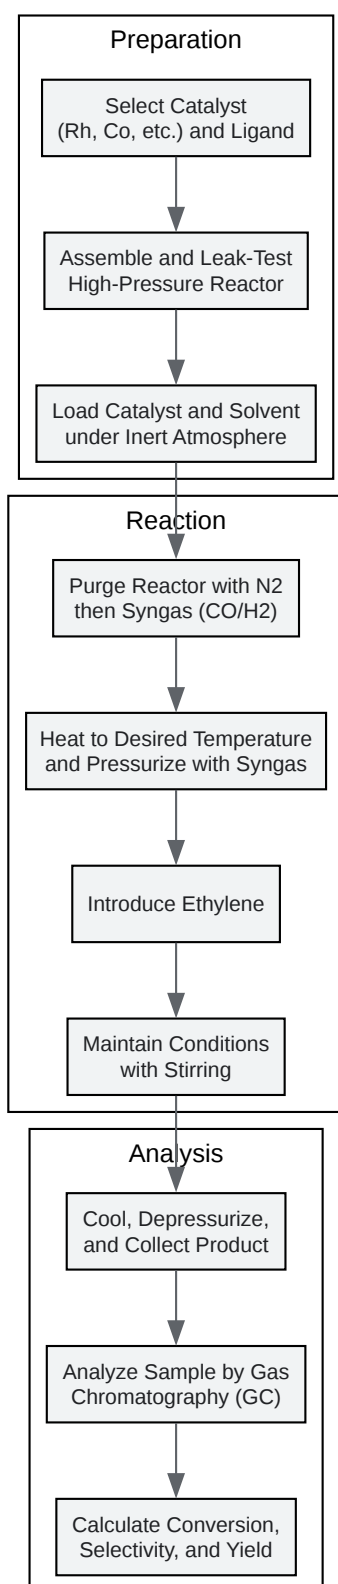 Preparation
Select Catalyst
(Rh, Co, etc.) and Ligand
Assemble and Leak-Test
High-Pressure Reactor
Load Catalyst and Solvent
under Inert Atmosphere
Reaction
Purge Reactor with N2
then Syngas (CO/H2)
Heat to Desired Temperature
and Pressurize with Syngas
Introduce Ethylene
Maintain Conditions
with Stirring
Analysis
Cool, Depressurize,
and Collect Product
Analyze Sample by Gas
Chromatography (GC)
Calculate Conversion,
Selectivity, and Yield